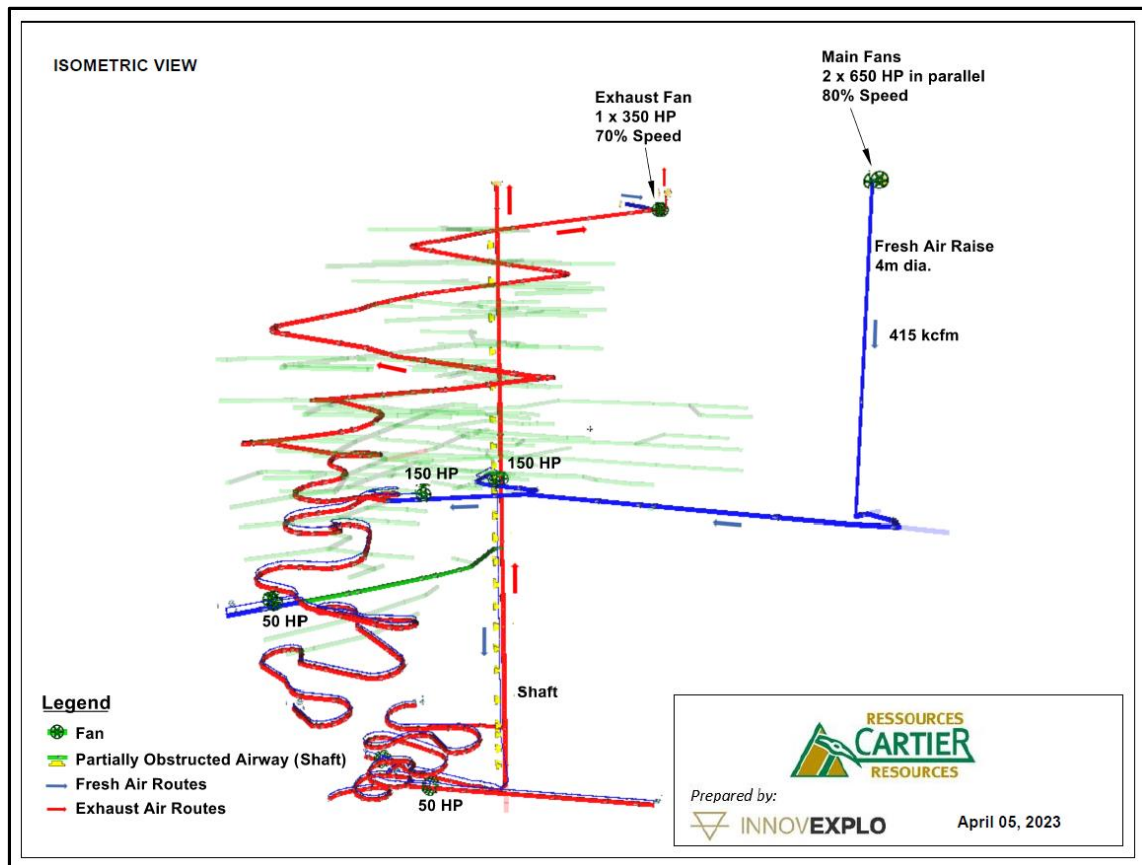 ISOMETRIC VIEW
Main Fans
2 x 650 HP in parallel
80% Speed
Exhaust Fan
1 x 350 HP
70% Speed
Fresh Air Raise
4m dia.
415 kcfm
150 HP
150 HP
50 HP
Shaft
50 HP
Legend
Fan
Partially Obstructed Airway (Shaft)
Fresh Air Routes
Exhaust Air Routes
RESSOURCES
CARTIER
RESOURCES
Prepared by:
INNOVEXPLO
April 05, 2023